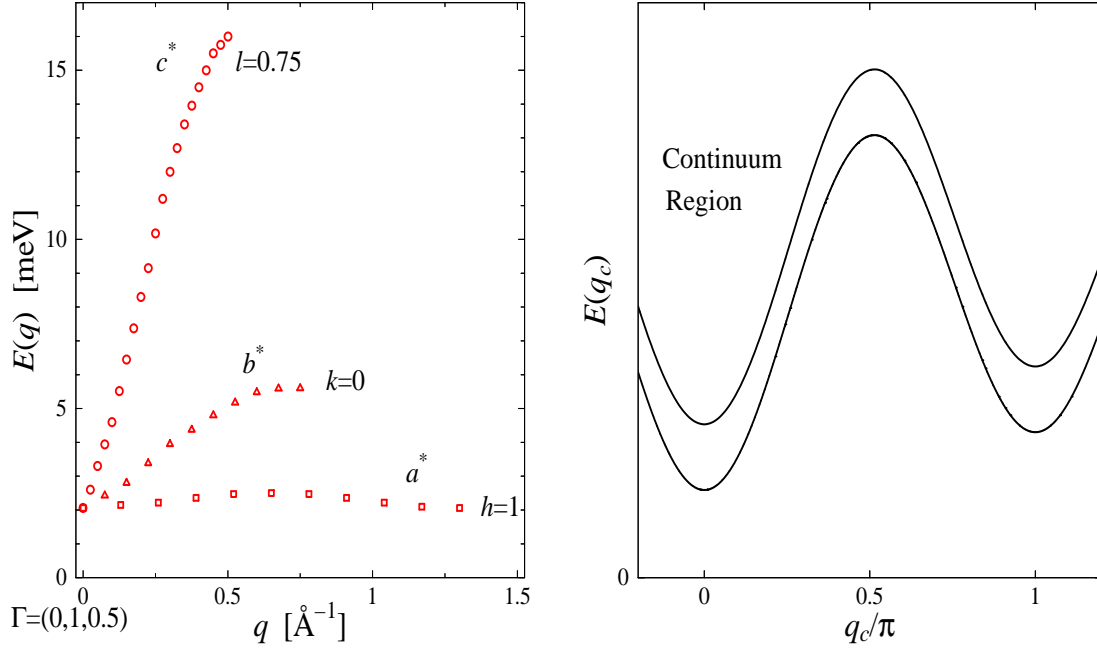 15
10
5
0
E(q) [meV]
c*
l=0.75
b*
k=0
a*
h=1
0
0.5
1
1.5
Γ=(0,1,0.5)
q [Å⁻¹]
Continuum
Region
E(q_c)
0
0
0.5
1
q_c/π